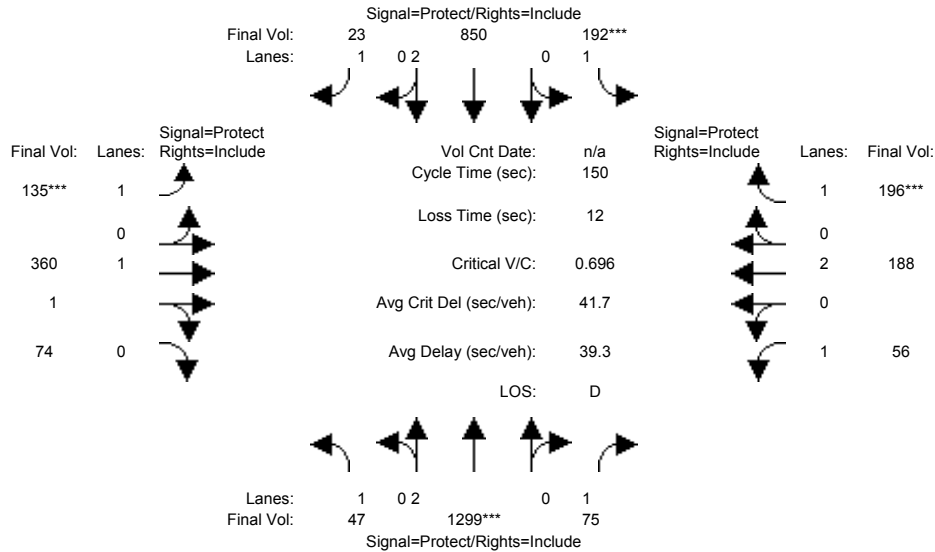 Signal=Protect/Rights=Include
Final Vol: 23 850 192***
Lanes: 1 0 2 0 1
Signal=Protect Signal=Protect
Final Vol: Lanes: Rights=Include Vol Cnt Date: n/a Rights=Include Lanes: Final Vol:
Cycle Time (sec): 150
135*** 1 1 196***
Loss Time (sec): 12
0 0
360 1 Critical V/C: 0.696 2 188
1 Avg Crit Del (sec/veh): 41.7 0
74 0 Avg Delay (sec/veh): 39.3 1 56
LOS: D
Lanes: 1 0 2 0 1
Final Vol: 47 1299*** 75
Signal=Protect/Rights=Include